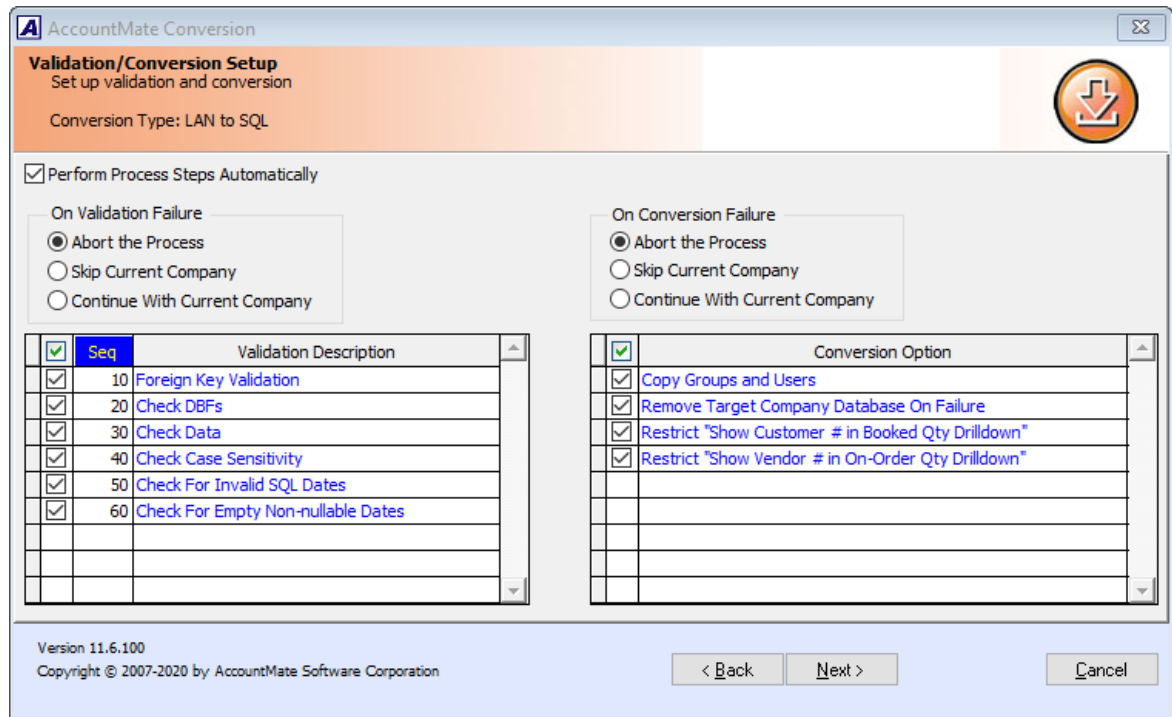 AccountMate Conversion
Validation/Conversion Setup
Set up validation and conversion
Conversion Type: LAN to SQL
Perform Process Steps Automatically
On Validation Failure
Abort the Process
Skip Current Company
Continue With Current Company
On Conversion Failure
Abort the Process
Skip Current Company
Continue With Current Company
Seq Validation Description
10 Foreign Key Validation
20 Check DBFs
30 Check Data
40 Check Case Sensitivity
50 Check For Invalid SQL Dates
60 Check For Empty Non-nullable Dates
Conversion Option
Copy Groups and Users
Remove Target Company Database On Failure
Restrict "Show Customer # in Booked Qty Drilldown"
Restrict "Show Vendor # in On-Order Qty Drilldown"
Version 11.6.100
Copyright © 2007-2020 by AccountMate Software Corporation
< Back Next > Cancel